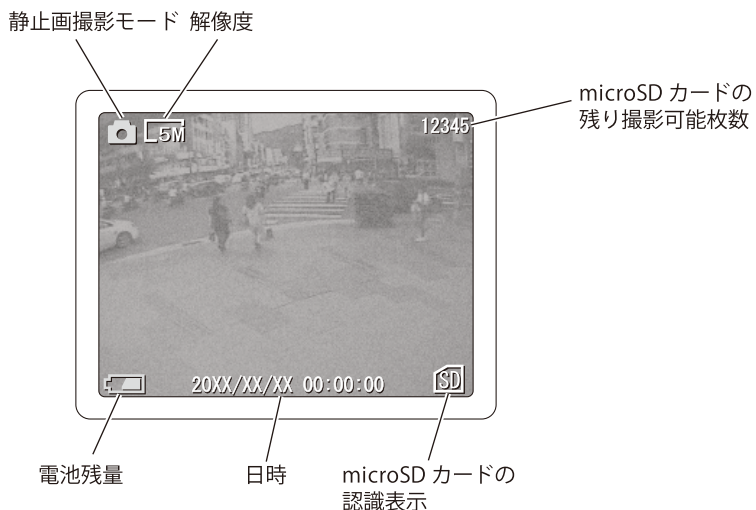 静止画撮影モード 解像度
microSD カードの
残り撮影可能枚数
5M
12345
20XX/XX/XX 00:00:00
SD
電池残量
日時
microSD カードの
認識表示